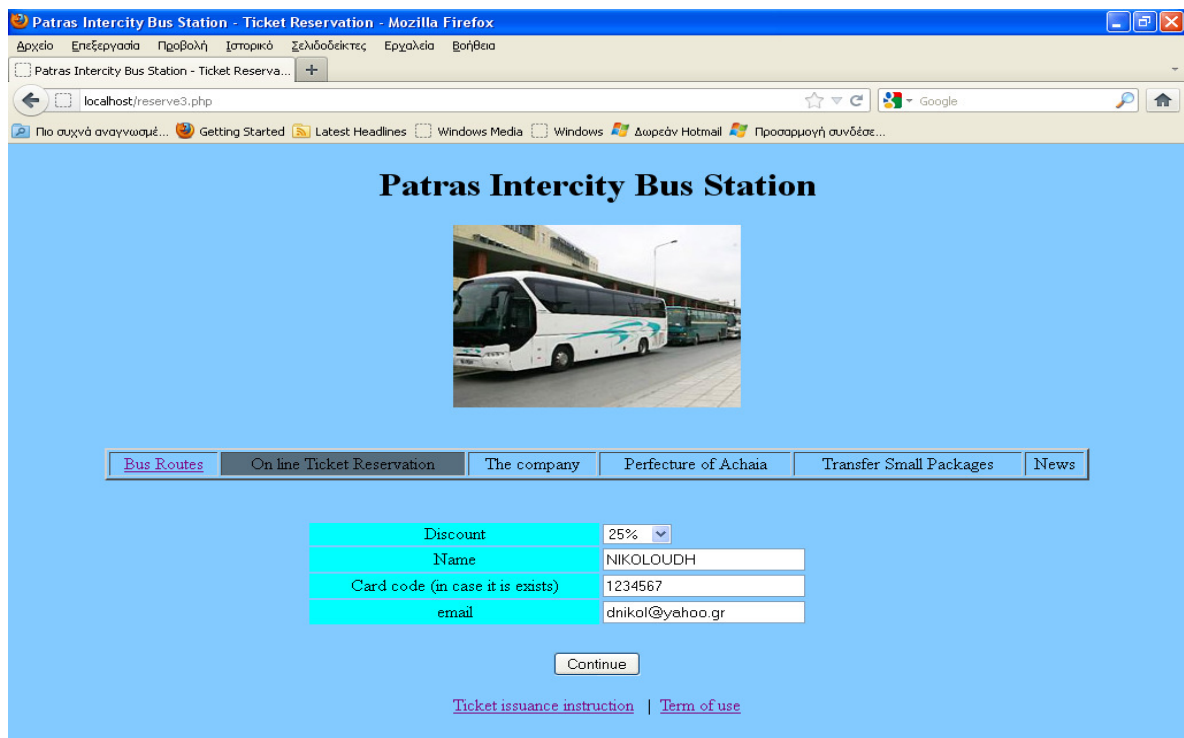 Patras Intercity Bus Station - Ticket Reservation - Mozilla Firefox
Αρχείο Επεξεργασία Προβολή Ιστορικό Σελιδοδείκτες Εργαλεία Βοήθεια
Patras Intercity Bus Station - Ticket Reserva... +
localhost/reserve3.php Google
Πιο συχνά αναγνωσμέ... Getting Started Latest Headlines Windows Media Windows Δωρεάν Hotmail Προσαρμογή συνδέσε...
Patras Intercity Bus Station
Bus Routes On line Ticket Reservation The company Perfecture of Achaia Transfer Small Packages News
Discount 25%
Name NIKOLOUDH
Card code (in case it is exists) 1234567
email dnikol@yahoo.gr
Continue
Ticket issuance instruction | Term of use